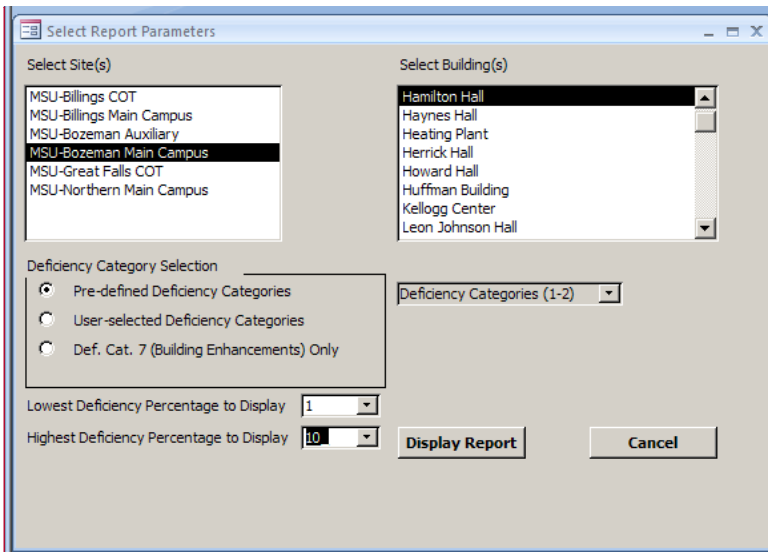 Select Report Parameters
Select Site(s)
Select Building(s)
MSU-Billings COT
MSU-Billings Main Campus
MSU-Bozeman Auxiliary
MSU-Bozeman Main Campus
MSU-Great Falls COT
MSU-Northern Main Campus
Hamilton Hall
Haynes Hall
Heating Plant
Herrick Hall
Howard Hall
Huffman Building
Kellogg Center
Leon Johnson Hall
Deficiency Category Selection
Pre-defined Deficiency Categories
User-selected Deficiency Categories
Def. Cat. 7 (Building Enhancements) Only
Deficiency Categories (1-2)
Lowest Deficiency Percentage to Display 1
Highest Deficiency Percentage to Display 10
Display Report
Cancel